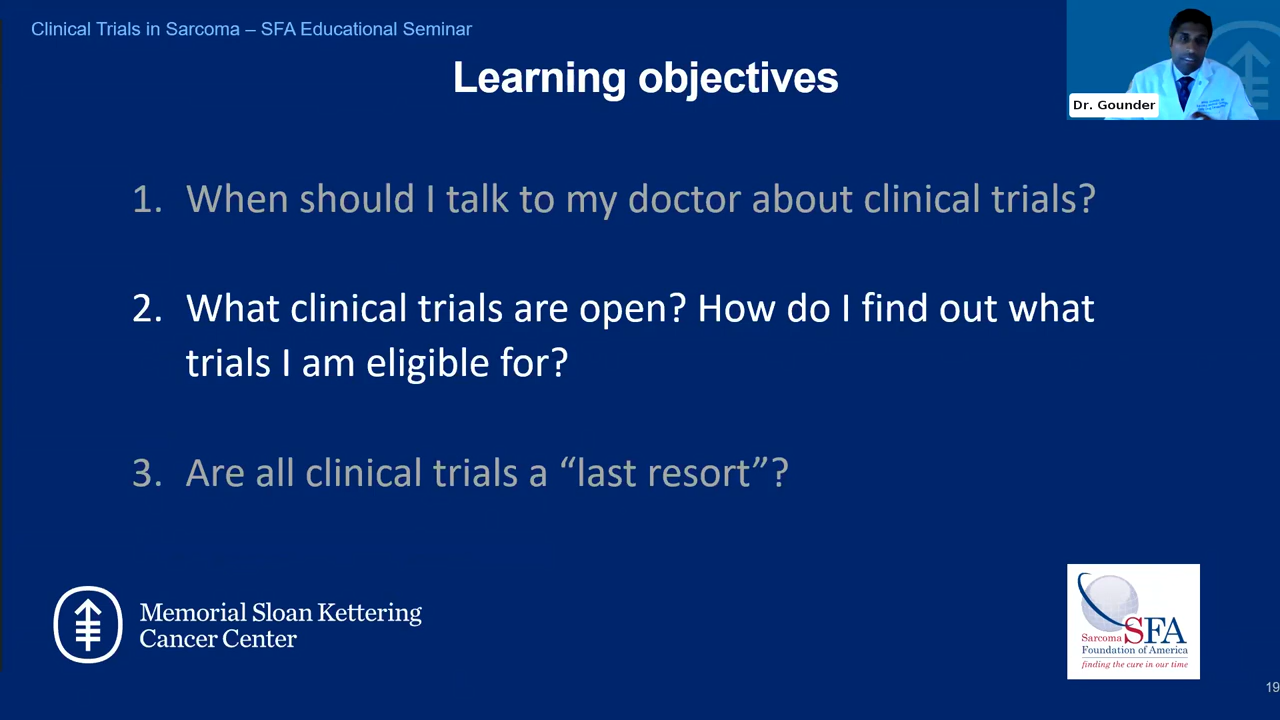 Clinical Trials in Sarcoma – SFA Educational Seminar
Learning objectives
Dr. Gounder
1. When should I talk to my doctor about clinical trials?
2. What clinical trials are open? How do I find out what
trials I am eligible for?
3. Are all clinical trials a “last resort”?
Memorial Sloan Kettering
Cancer Center
Sarcoma SFA
Foundation of America
finding the cure in our time
19